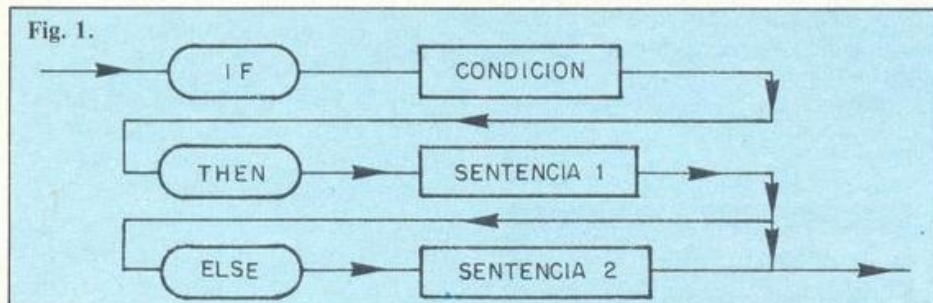 Fig. 1.
IF CONDICION
THEN SENTENCIA 1
ELSE SENTENCIA 2